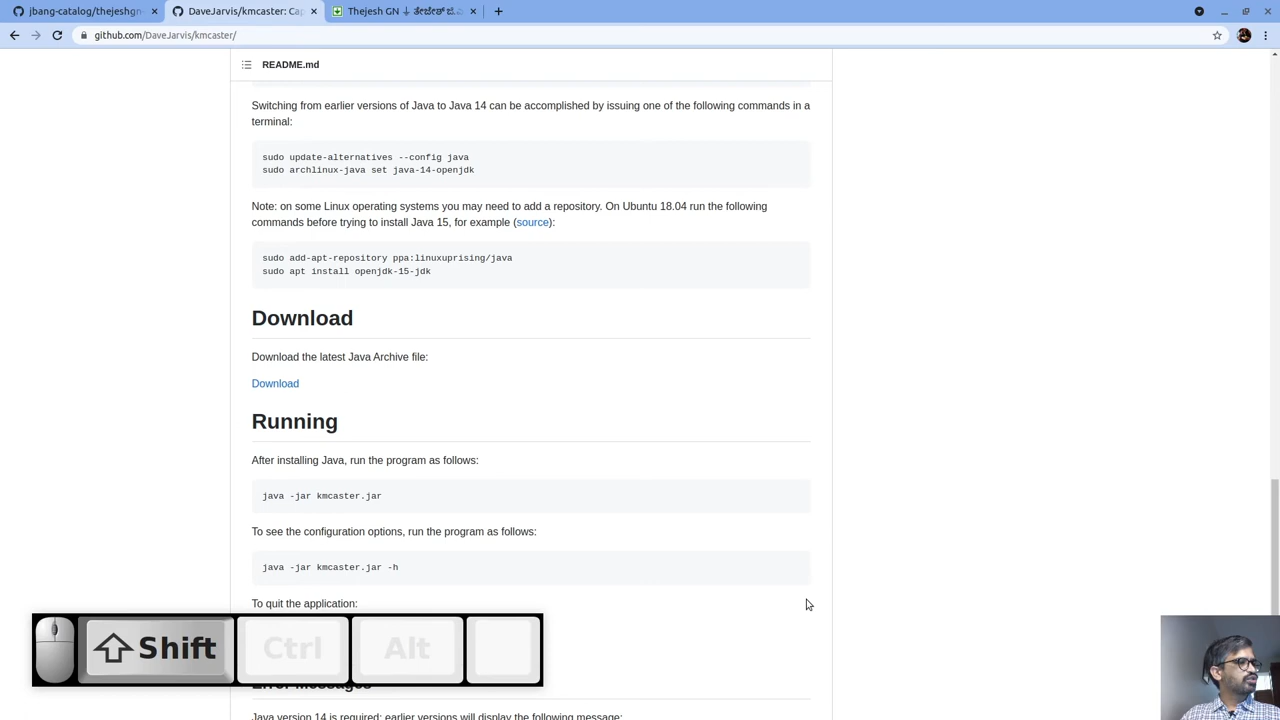 jbang-catalog/thejeshgn-
DaveJarvis/kmcaster: Cap
Thejesh GN ⏚ ತೇಜೇಶ್ ಜಿ.ಎ
github.com/DaveJarvis/kmcaster/
README.md
Switching from earlier versions of Java to Java 14 can be accomplished by issuing one of the following commands in a
terminal:
sudo update-alternatives --config java
sudo archlinux-java set java-14-openjdk
Note: on some Linux operating systems you may need to add a repository. On Ubuntu 18.04 run the following
commands before trying to install Java 15, for example (source):
sudo add-apt-repository ppa:linuxuprising/java
sudo apt install openjdk-15-jdk
Download
Download the latest Java Archive file:
Download
Running
After installing Java, run the program as follows:
java -jar kmcaster.jar
To see the configuration options, run the program as follows:
java -jar kmcaster.jar -h
To quit the application:
Shift Ctrl Alt
Error Messages
Java version 14 is required; earlier versions will display the following message: